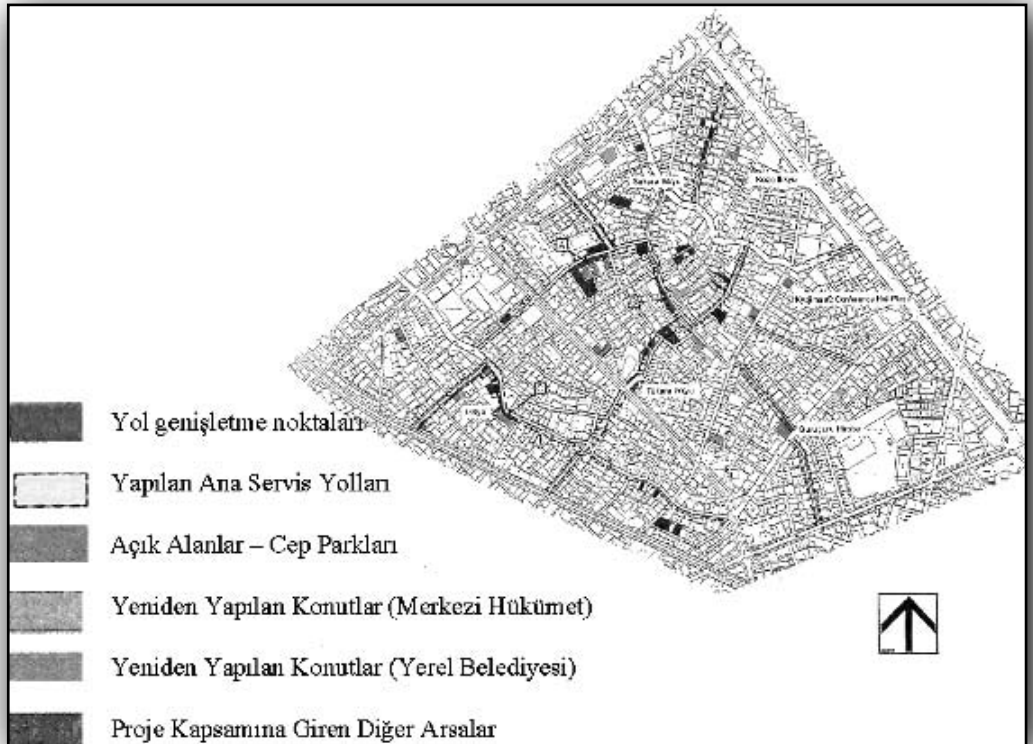 Yol genişletme noktaları
Yapılan Ana Servis Yolları
Açık Alanlar – Cep Parkları
Yeniden Yapılan Konutlar (Merkezi Hükümet)
Yeniden Yapılan Konutlar (Yerel Belediyesi)
Proje Kapsamına Giren Diğer Arsalar